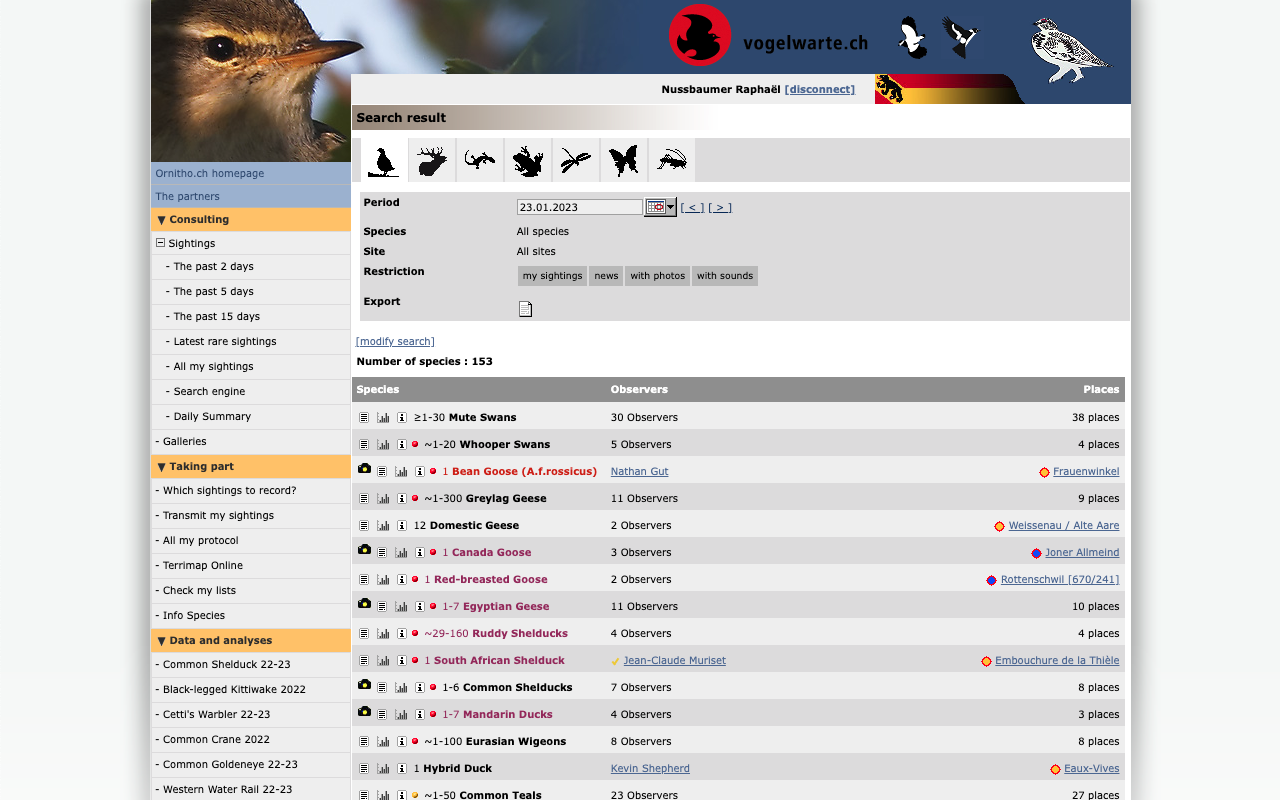 vogelwarte.ch
Nussbaumer Raphaël [disconnect]
Search result
Ornitho.ch homepage
The partners
▼ Consulting
Sightings
- The past 2 days
- The past 5 days
- The past 15 days
- Latest rare sightings
- All my sightings
- Search engine
- Daily Summary
- Galleries
▼ Taking part
- Which sightings to record?
- Transmit my sightings
- All my protocol
- Terrimap Online
- Check my lists
- Info Species
▼ Data and analyses
- Common Shelduck 22-23
- Black-legged Kittiwake 2022
- Cetti's Warbler 22-23
- Common Crane 2022
- Common Goldeneye 22-23
- Western Water Rail 22-23
Period 23.01.2023 [ < ] [ > ]
Species All species
Site All sites
Restriction my sightings news with photos with sounds
Export
[modify search]
Number of species : 153
Species Observers Places
≥1-30 Mute Swans 30 Observers 38 places
~1-20 Whooper Swans 5 Observers 4 places
1 Bean Goose (A.f.rossicus) Nathan Gut Frauenwinkel
~1-300 Greylag Geese 11 Observers 9 places
12 Domestic Geese 2 Observers Weissenau / Alte Aare
1 Canada Goose 3 Observers Joner Allmeind
1 Red-breasted Goose 2 Observers Rottenschwil [670/241]
1-7 Egyptian Geese 11 Observers 10 places
~29-160 Ruddy Shelducks 4 Observers 4 places
1 South African Shelduck Jean-Claude Muriset Embouchure de la Thièle
1-6 Common Shelducks 7 Observers 8 places
1-7 Mandarin Ducks 4 Observers 3 places
~1-100 Eurasian Wigeons 8 Observers 8 places
1 Hybrid Duck Kevin Shepherd Eaux-Vives
~1-50 Common Teals 23 Observers 27 places